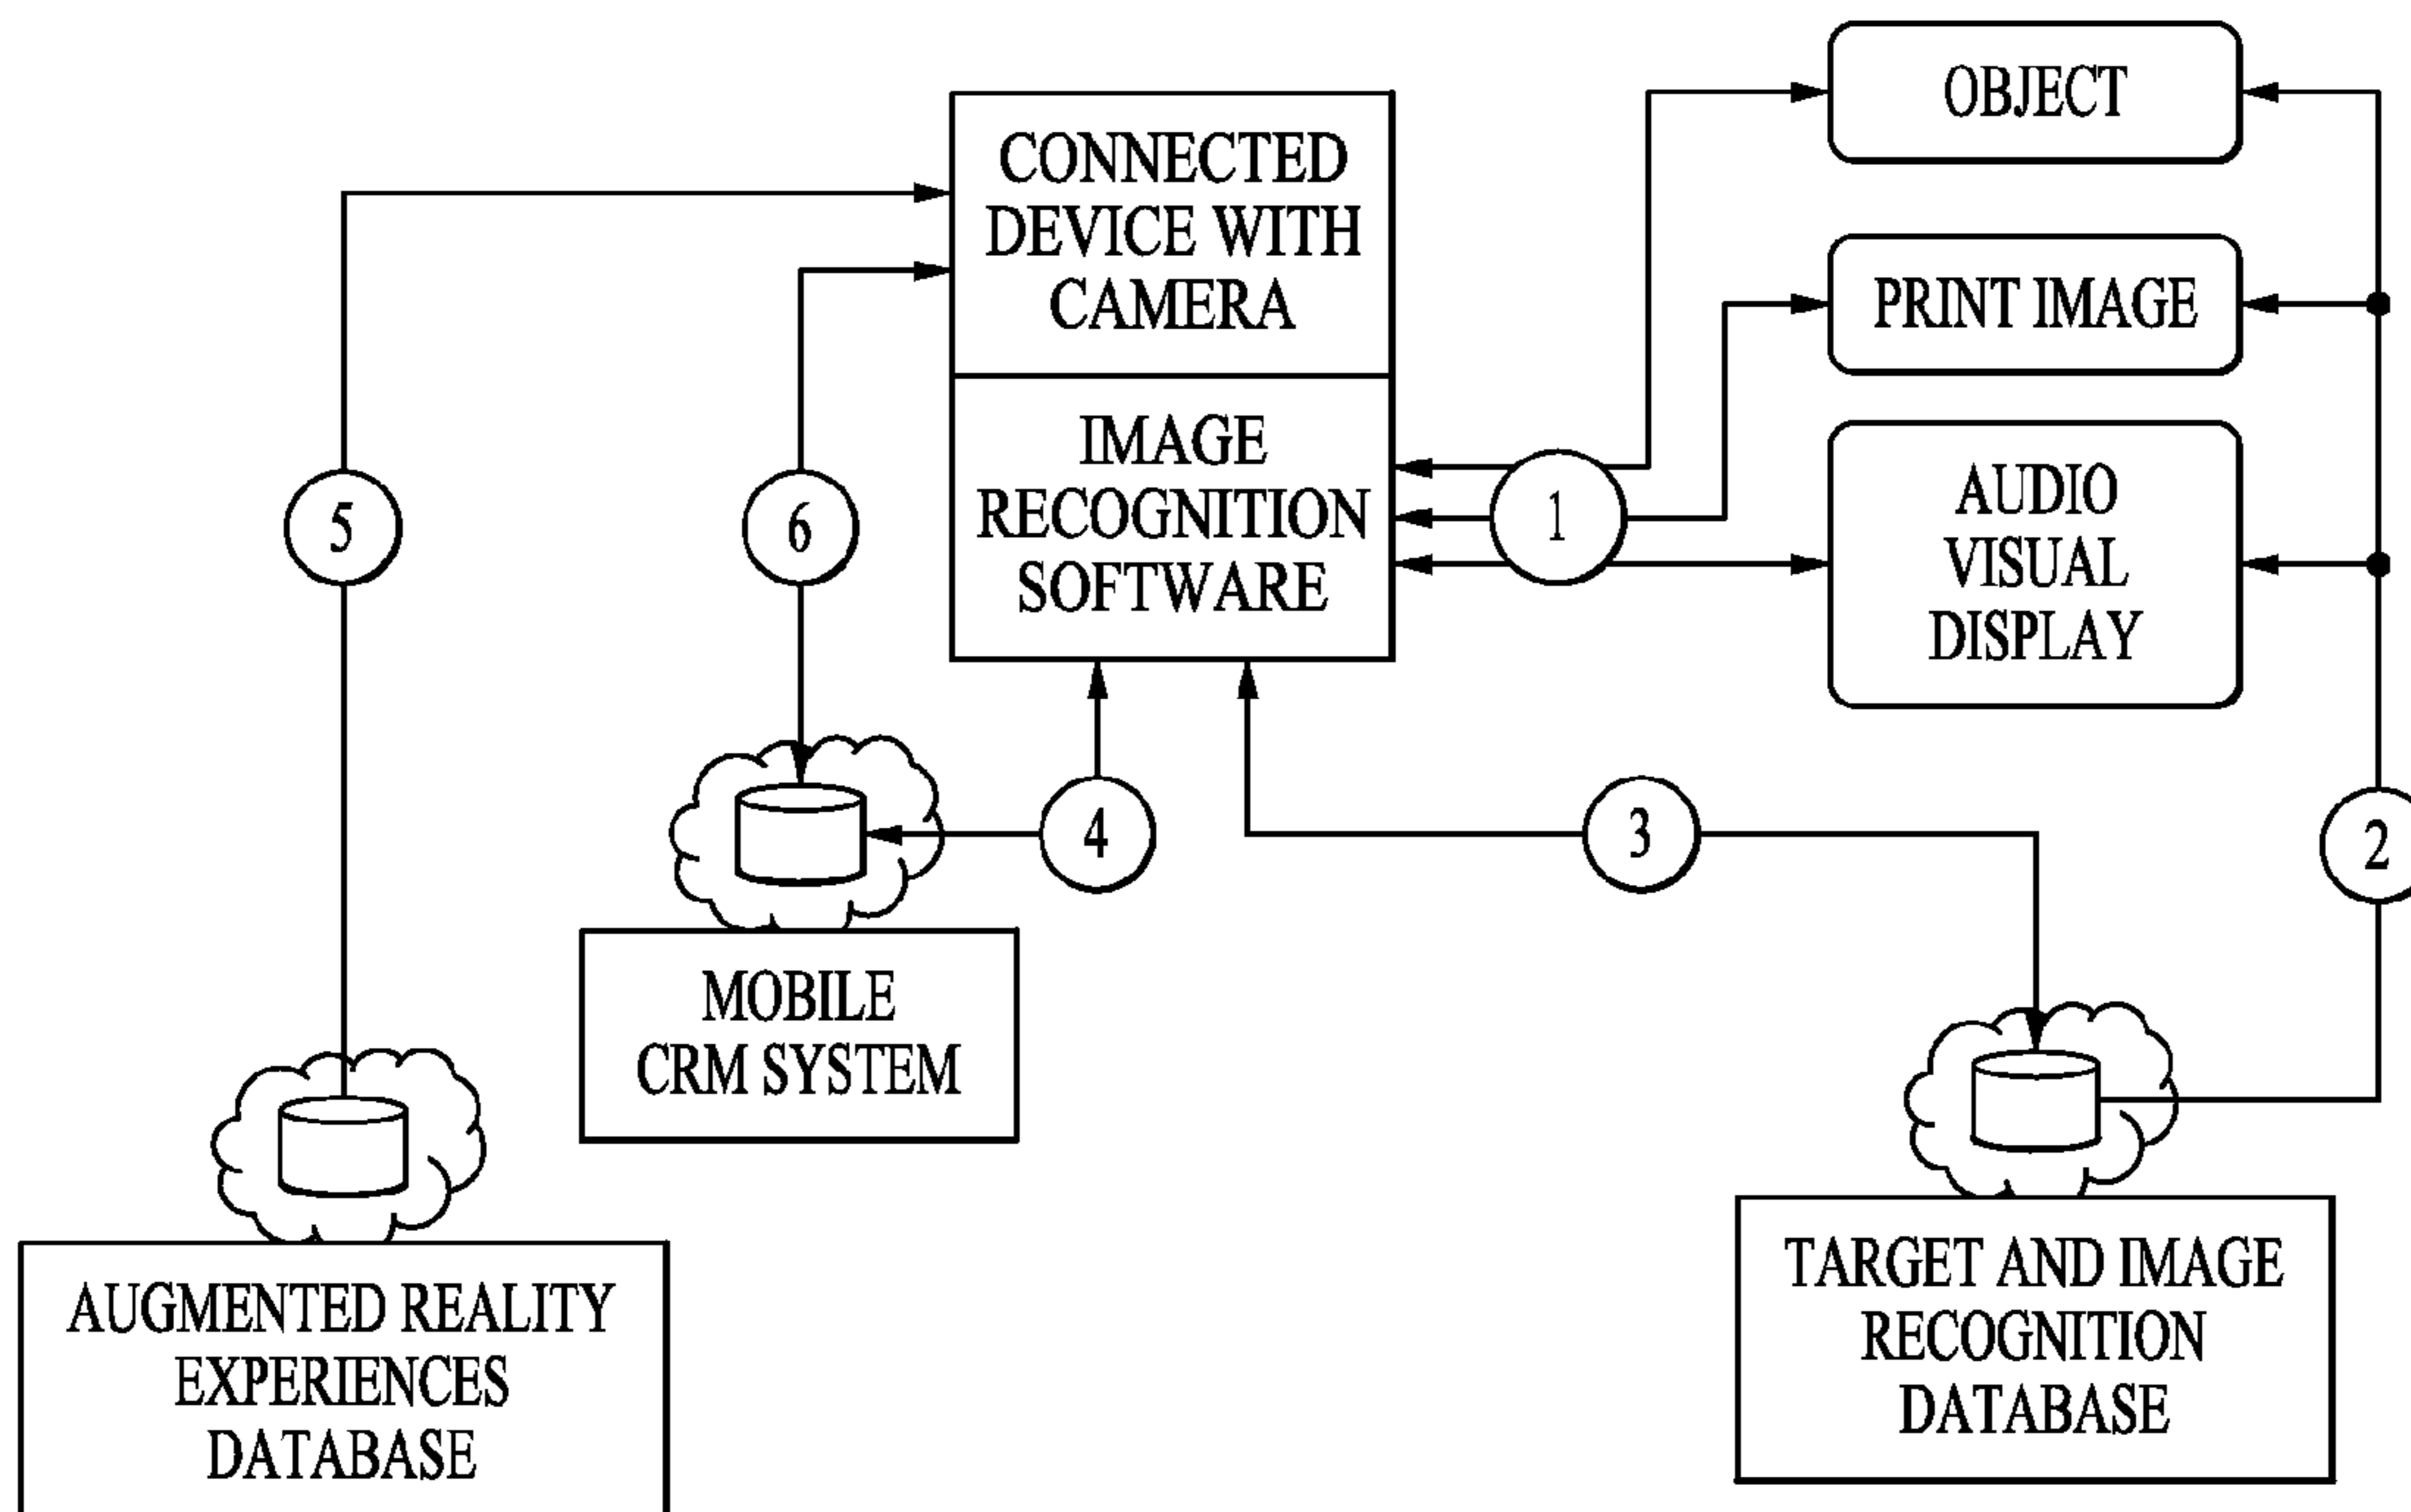 OBJECT
CONNECTED
DEVICE WITH
CAMERA
PRINT IMAGE
IMAGE
RECOGNITION
SOFTWARE
AUDIO
VISUAL
DISPLAY
1
5
6
4
3
2
MOBILE
CRM SYSTEM
AUGMENTED REALITY
EXPERIENCES
DATABASE
TARGET AND IMAGE
RECOGNITION
DATABASE